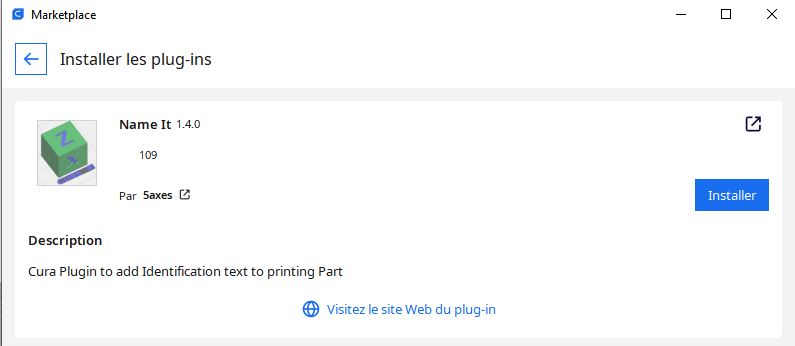 Marketplace
Installer les plug-ins
Name It 1.4.0
109
Par 5axes
Installer
Description
Cura Plugin to add Identification text to printing Part
Visitez le site Web du plug-in